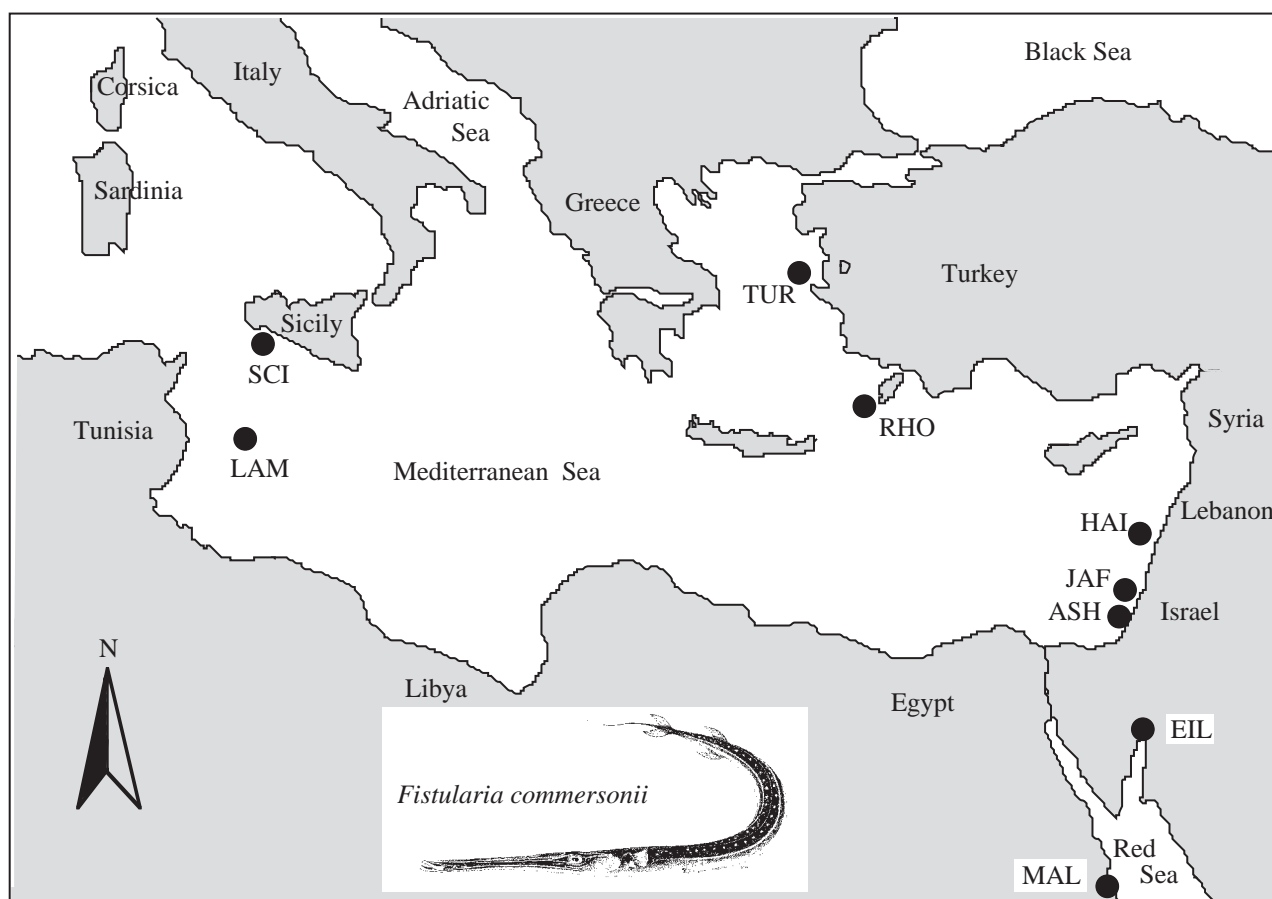 Black Sea
Corsica
Italy
Adriatic
Sea
Sardinia
Greece
Turkey
TUR
Sicily
SCI
Tunisia
LAM
RHO
Syria
Mediterranean Sea
HAI
Lebanon
JAF
ASH
Israel
N
Libya
Egypt
EIL
Fistularia commersonii
Red
Sea
MAL